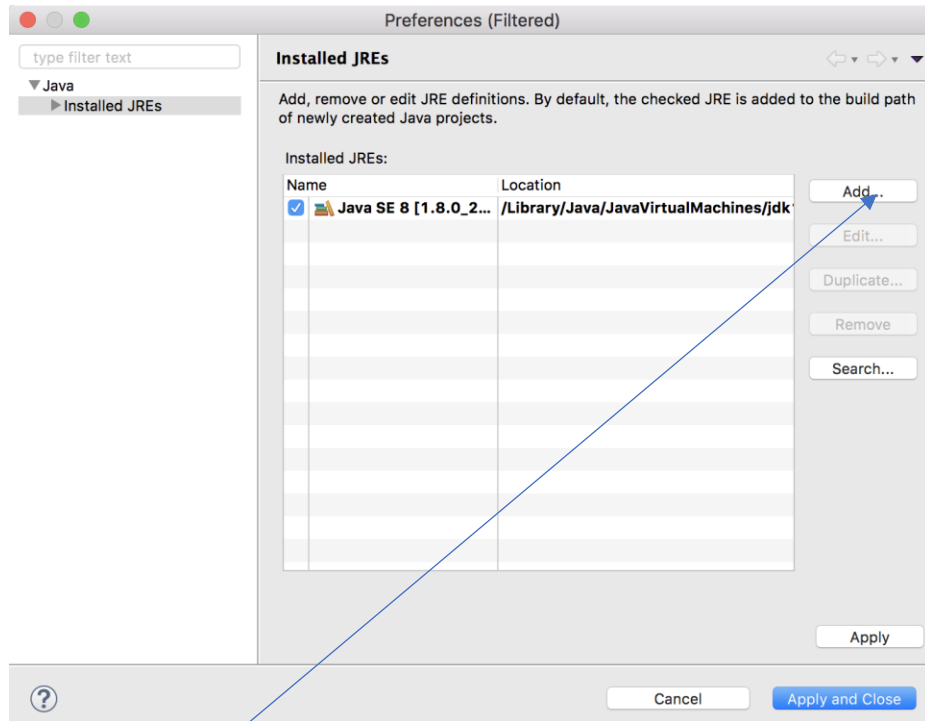 Preferences (Filtered)
type filter text
Java
Installed JREs
Installed JREs
Add, remove or edit JRE definitions. By default, the checked JRE is added to the build path
of newly created Java projects.
Installed JREs:
Name Location
Java SE 8 [1.8.0_2... /Library/Java/JavaVirtualMachines/jdk
Add...
Edit...
Duplicate...
Remove
Search...
Apply
?
Cancel Apply and Close